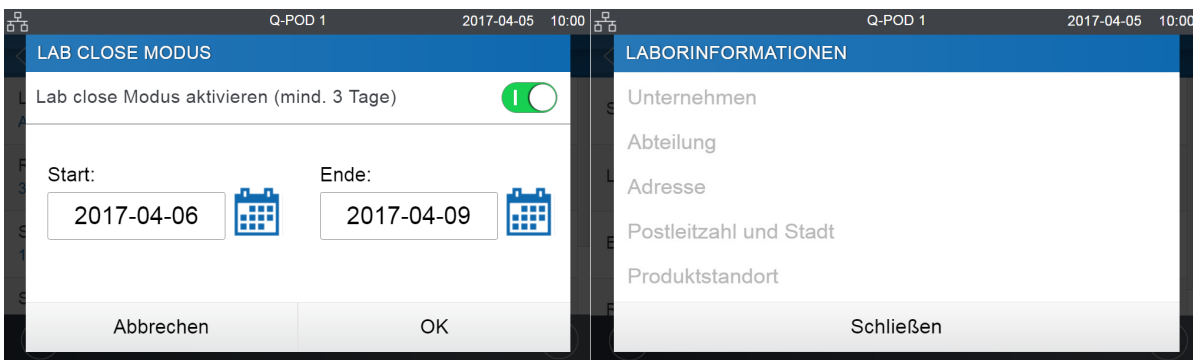 Q-POD 1 2017-04-05 10:00
LAB CLOSE MODUS
Lab close Modus aktivieren (mind. 3 Tage)
Start: Ende:
2017-04-06 2017-04-09
Abbrechen OK
Q-POD 1 2017-04-05 10:00
LABORINFORMATIONEN
Unternehmen
Abteilung
Adresse
Postleitzahl und Stadt
Produktstandort
Schließen